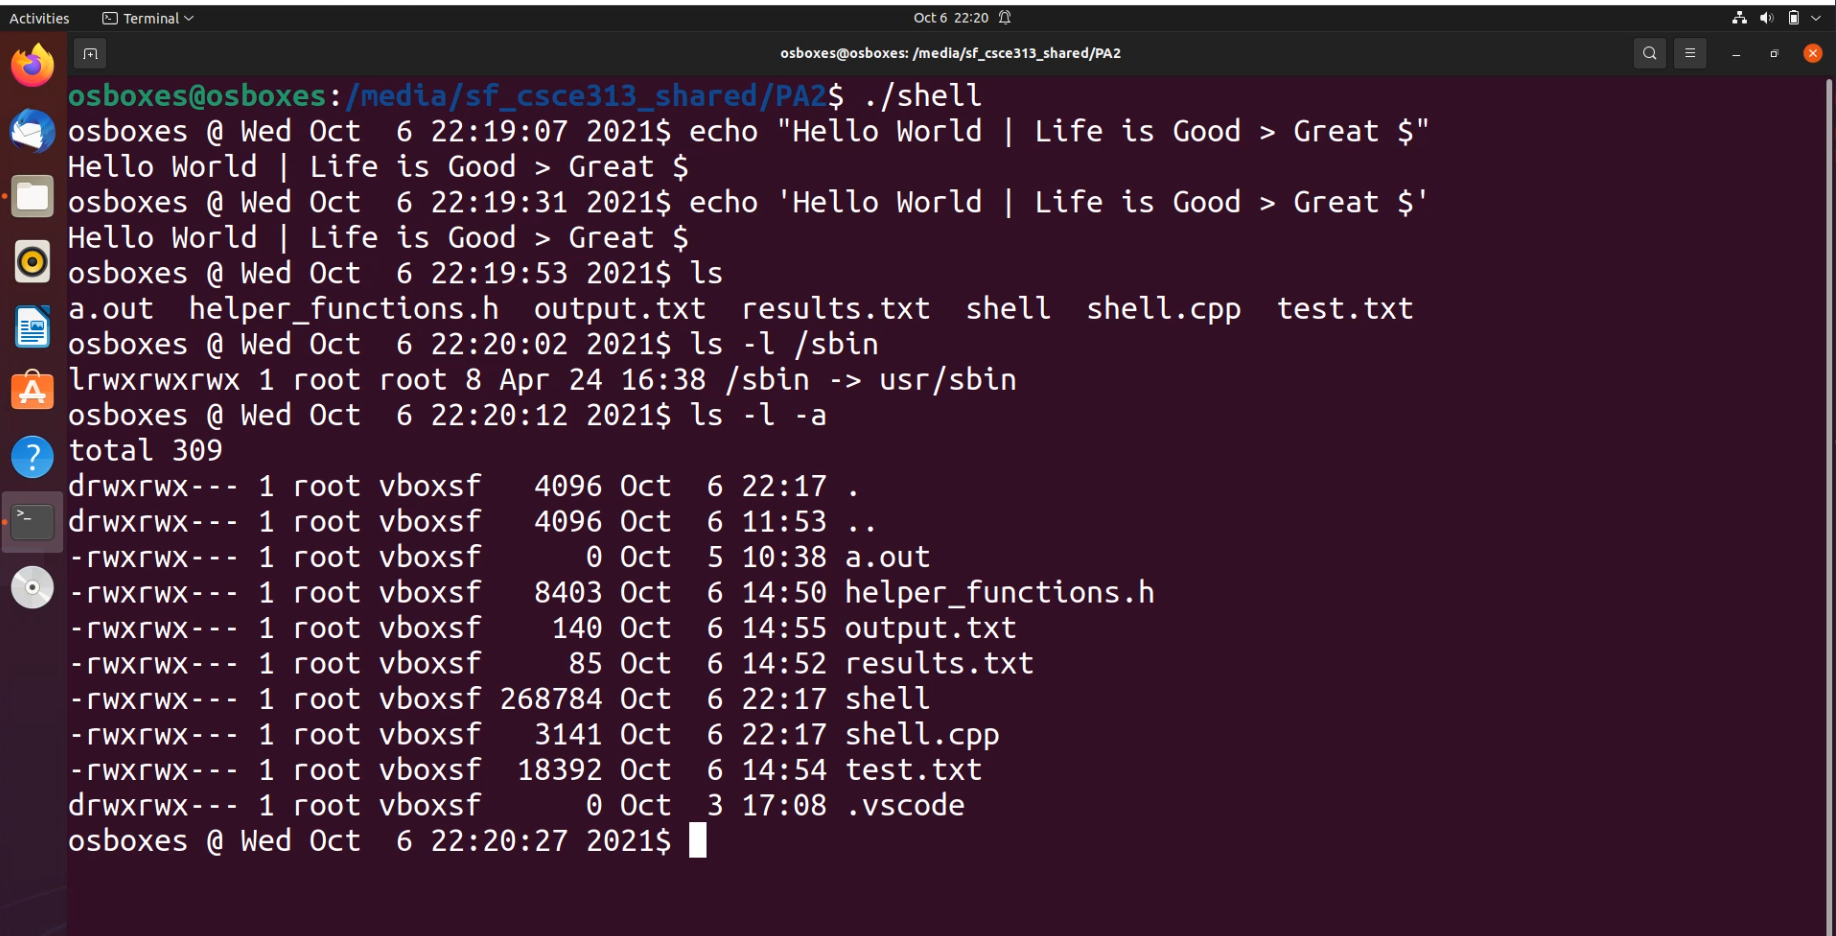 Activities Terminal Oct 6 22:20
osboxes@osboxes: /media/sf_csce313_shared/PA2
osboxes@osboxes:/media/sf_csce313_shared/PA2$ ./shell
osboxes @ Wed Oct  6 22:19:07 2021$ echo "Hello World | Life is Good > Great $"
Hello World | Life is Good > Great $
osboxes @ Wed Oct  6 22:19:31 2021$ echo 'Hello World | Life is Good > Great $'
Hello World | Life is Good > Great $
osboxes @ Wed Oct  6 22:19:53 2021$ ls
a.out  helper_functions.h  output.txt  results.txt  shell  shell.cpp  test.txt
osboxes @ Wed Oct  6 22:20:02 2021$ ls -l /sbin
lrwxrwxrwx 1 root root 8 Apr 24 16:38 /sbin -> usr/sbin
osboxes @ Wed Oct  6 22:20:12 2021$ ls -l -a
total 309
drwxrwx--- 1 root vboxsf   4096 Oct  6 22:17 .
drwxrwx--- 1 root vboxsf   4096 Oct  6 11:53 ..
-rwxrwx--- 1 root vboxsf      0 Oct  5 10:38 a.out
-rwxrwx--- 1 root vboxsf   8403 Oct  6 14:50 helper_functions.h
-rwxrwx--- 1 root vboxsf    140 Oct  6 14:55 output.txt
-rwxrwx--- 1 root vboxsf     85 Oct  6 14:52 results.txt
-rwxrwx--- 1 root vboxsf 268784 Oct  6 22:17 shell
-rwxrwx--- 1 root vboxsf   3141 Oct  6 22:17 shell.cpp
-rwxrwx--- 1 root vboxsf  18392 Oct  6 14:54 test.txt
drwxrwx--- 1 root vboxsf      0 Oct  3 17:08 .vscode
osboxes @ Wed Oct  6 22:20:27 2021$